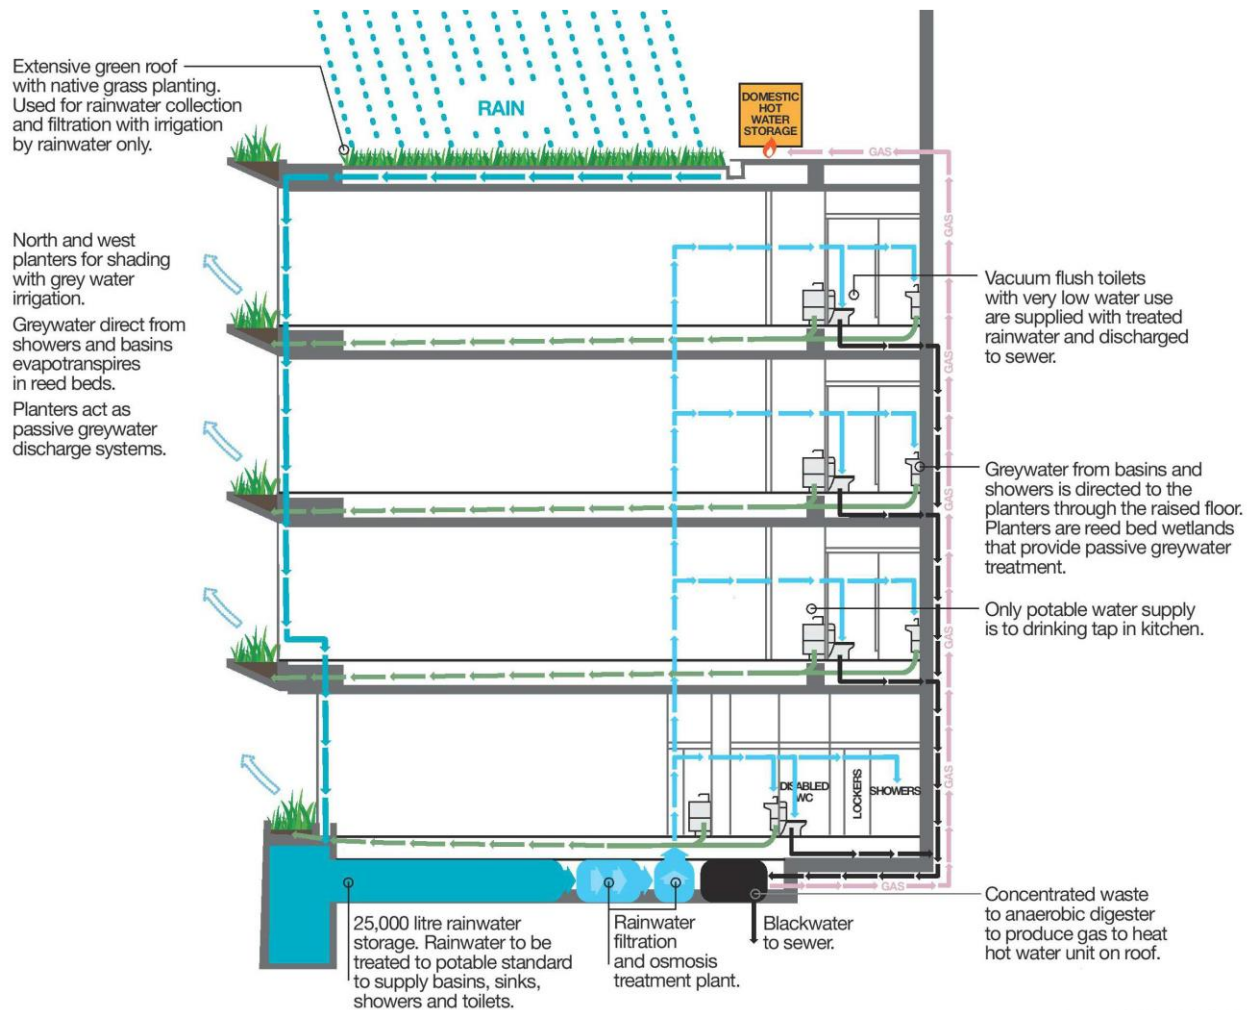 Extensive green roof
with native grass planting.
Used for rainwater collection
and filtration with irrigation
by rainwater only.
RAIN
DOMESTIC
HOT
WATER
STORAGE
GAS
GAS
North and west
planters for shading
with grey water
irrigation.
Greywater direct from
showers and basins
evapotranspires
in reed beds.
Planters act as
passive greywater
discharge systems.
Vacuum flush toilets
with very low water use
are supplied with treated
rainwater and discharged
to sewer.
GAS
Greywater from basins and
showers is directed to the
planters through the raised floor.
Planters are reed bed wetlands
that provide passive greywater
treatment.
GAS
Only potable water supply
is to drinking tap in kitchen.
GAS
DISABLED
WC
LOCKERS
SHOWERS
GAS
GAS
25,000 litre rainwater
storage. Rainwater to be
treated to potable standard
to supply basins, sinks,
showers and toilets.
Rainwater
filtration
and osmosis
treatment plant.
Blackwater
to sewer.
Concentrated waste
to anaerobic digester
to produce gas to heat
hot water unit on roof.